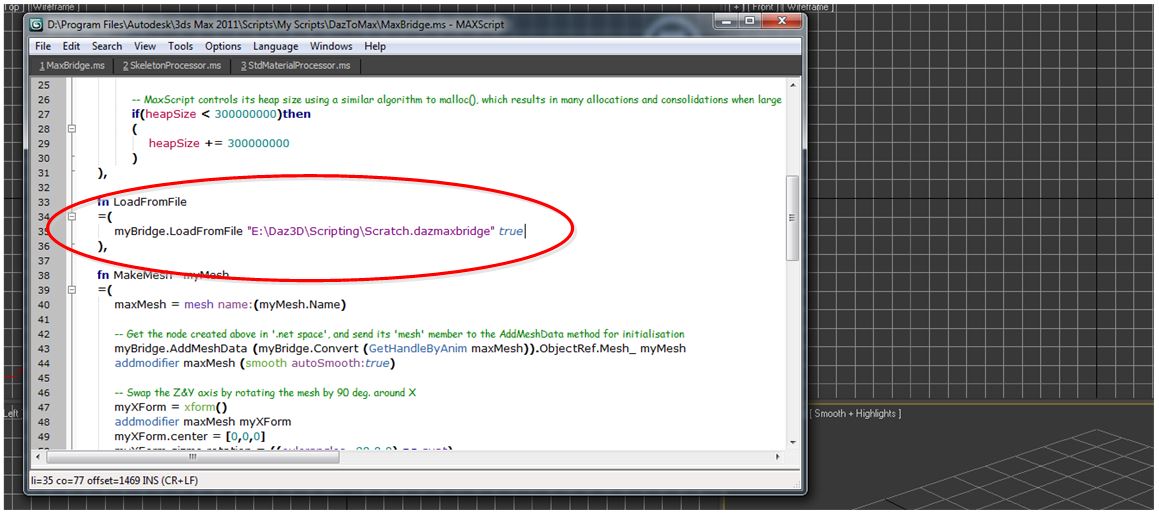 Top ] [ Wireframe ]
[ + ] [ Front ] [ Wireframe ]
D:\Program Files\Autodesk\3ds Max 2011\Scripts\My Scripts\DazToMax\MaxBridge.ms - MAXScript
File Edit Search View Tools Options Language Windows Help
1 MaxBridge.ms 2 SkeletonProcessor.ms 3 StdMaterialProcessor.ms
25
26 -- MaxScript controls its heap size using a similar algorithm to malloc(), which results in many allocations and consolidations when large
27 if(heapSize < 300000000)then
28 (
29 heapSize += 300000000
30 )
31 ),
32
33 fn LoadFromFile
34 =(
35 myBridge.LoadFromFile "E:\Daz3D\Scripting\Scratch.dazmaxbridge" true
36 ),
37
38 fn MakeMesh myMesh
39 =(
40 maxMesh = mesh name:(myMesh.Name)
41
42 -- Get the node created above in '.net space', and send its 'mesh' member to the AddMeshData method for initialisation
43 myBridge.AddMeshData (myBridge.Convert (GetHandleByAnim maxMesh)).ObjectRef.Mesh_ myMesh
44 addmodifier maxMesh (smooth autoSmooth:true)
45
46 -- Swap the Z&Y axis by rotating the mesh by 90 deg. around X
47 myXForm = xform()
48 addmodifier maxMesh myXForm
49 myXForm.center = [0,0,0]
Left ]
[ Smooth + Highlights ]
li=35 co=77 offset=1469 INS (CR+LF)